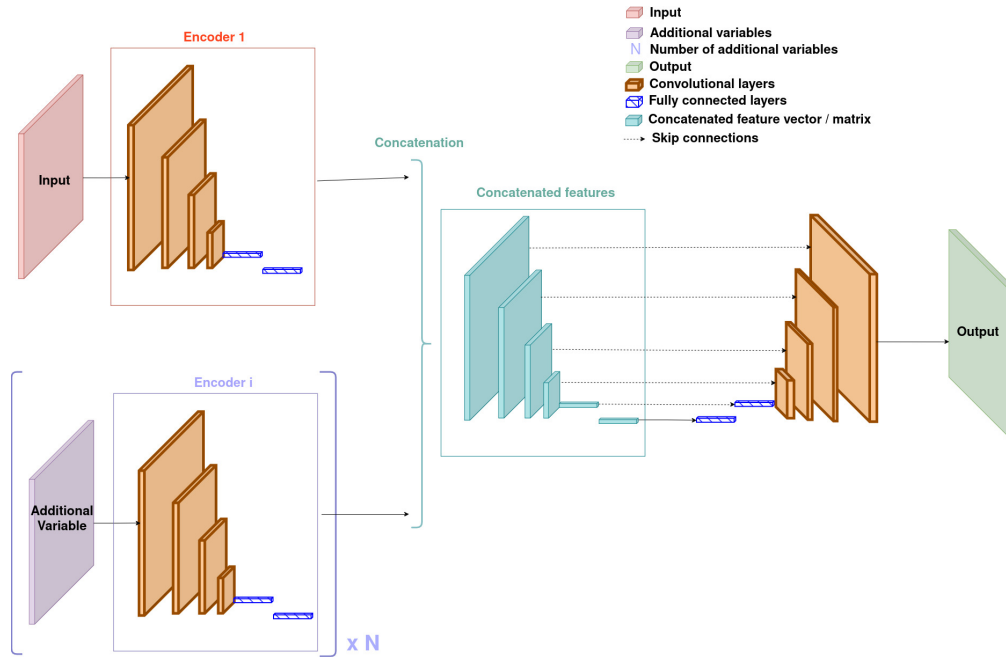 Input
Additional variables
N Number of additional variables
Output
Convolutional layers
Fully connected layers
Concatenated feature vector / matrix
Skip connections
Encoder 1
Input
Concatenation
Concatenated features
Output
Encoder i
Additional
Variable
x N